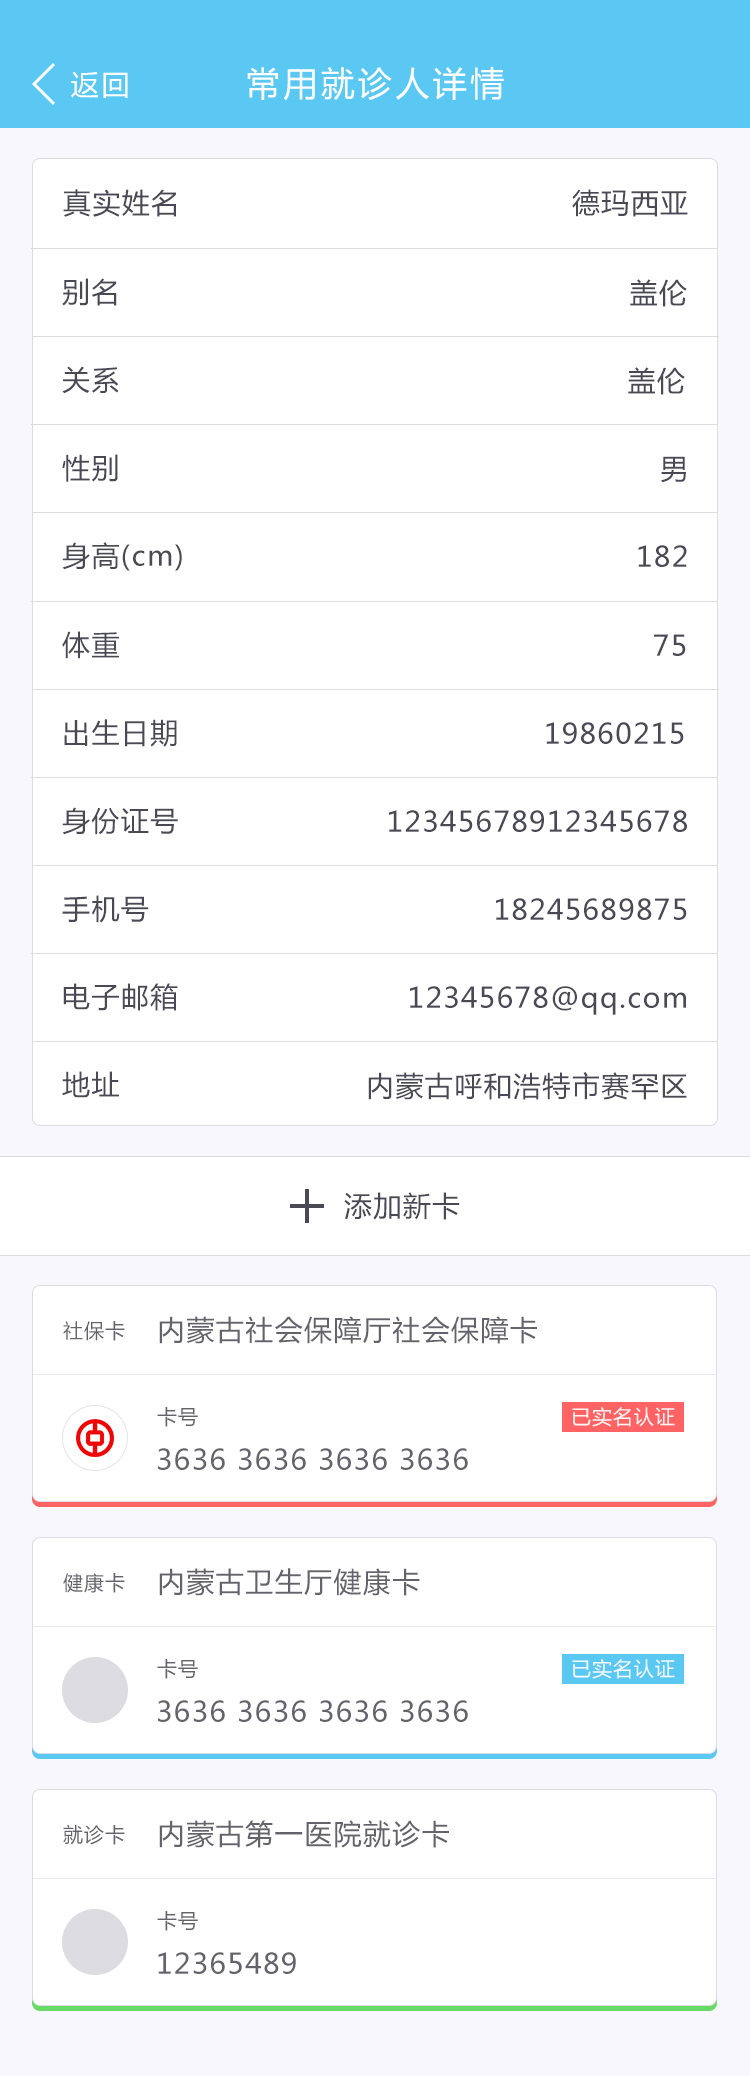 返回 常用就诊人详情
真实姓名 德玛西亚
别名 盖伦
关系 盖伦
性别 男
身高(cm) 182
体重 75
出生日期 19860215
身份证号 12345678912345678
手机号 18245689875
电子邮箱 12345678@qq.com
地址 内蒙古呼和浩特市赛罕区
添加新卡
社保卡 内蒙古社会保障厅社会保障卡
卡号 已实名认证
3636 3636 3636 3636
健康卡 内蒙古卫生厅健康卡
卡号 已实名认证
3636 3636 3636 3636
就诊卡 内蒙古第一医院就诊卡
卡号
12365489